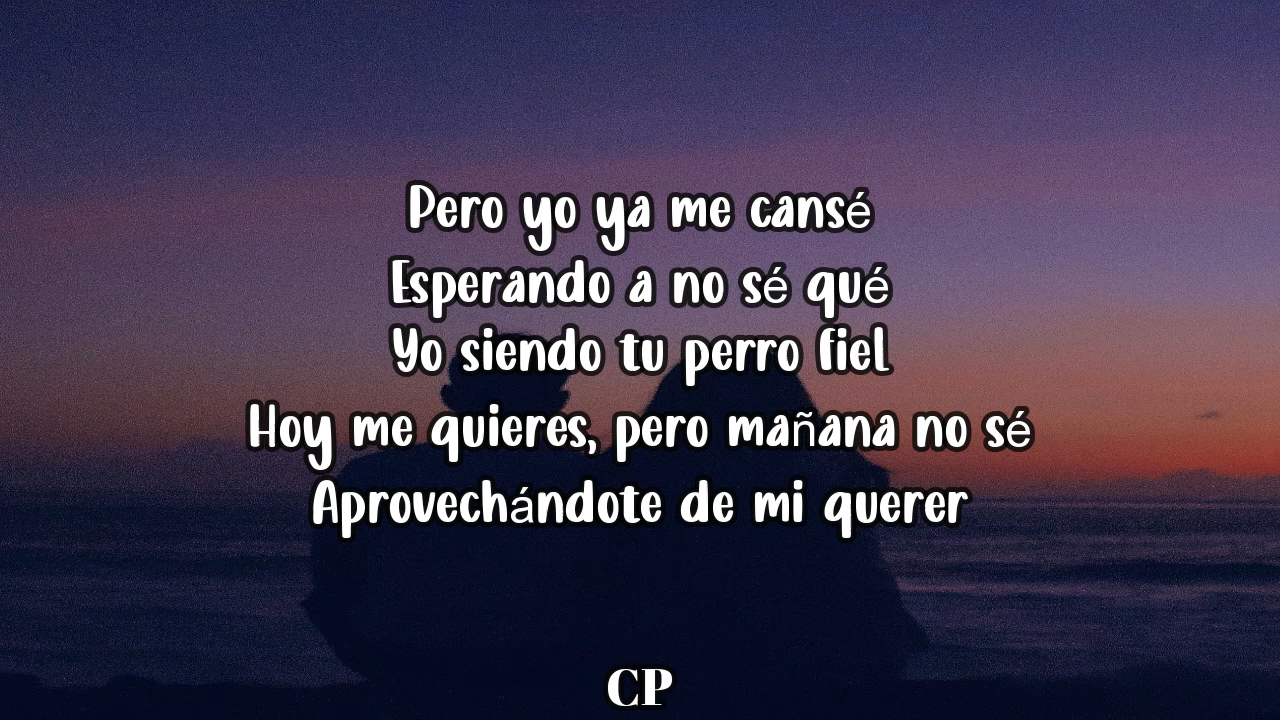 Pero yo ya me cansé
Esperando a no sé qué
Yo siendo tu perro fiel
Hoy me quieres, pero mañana no sé
Aprovechándote de mi querer
CP